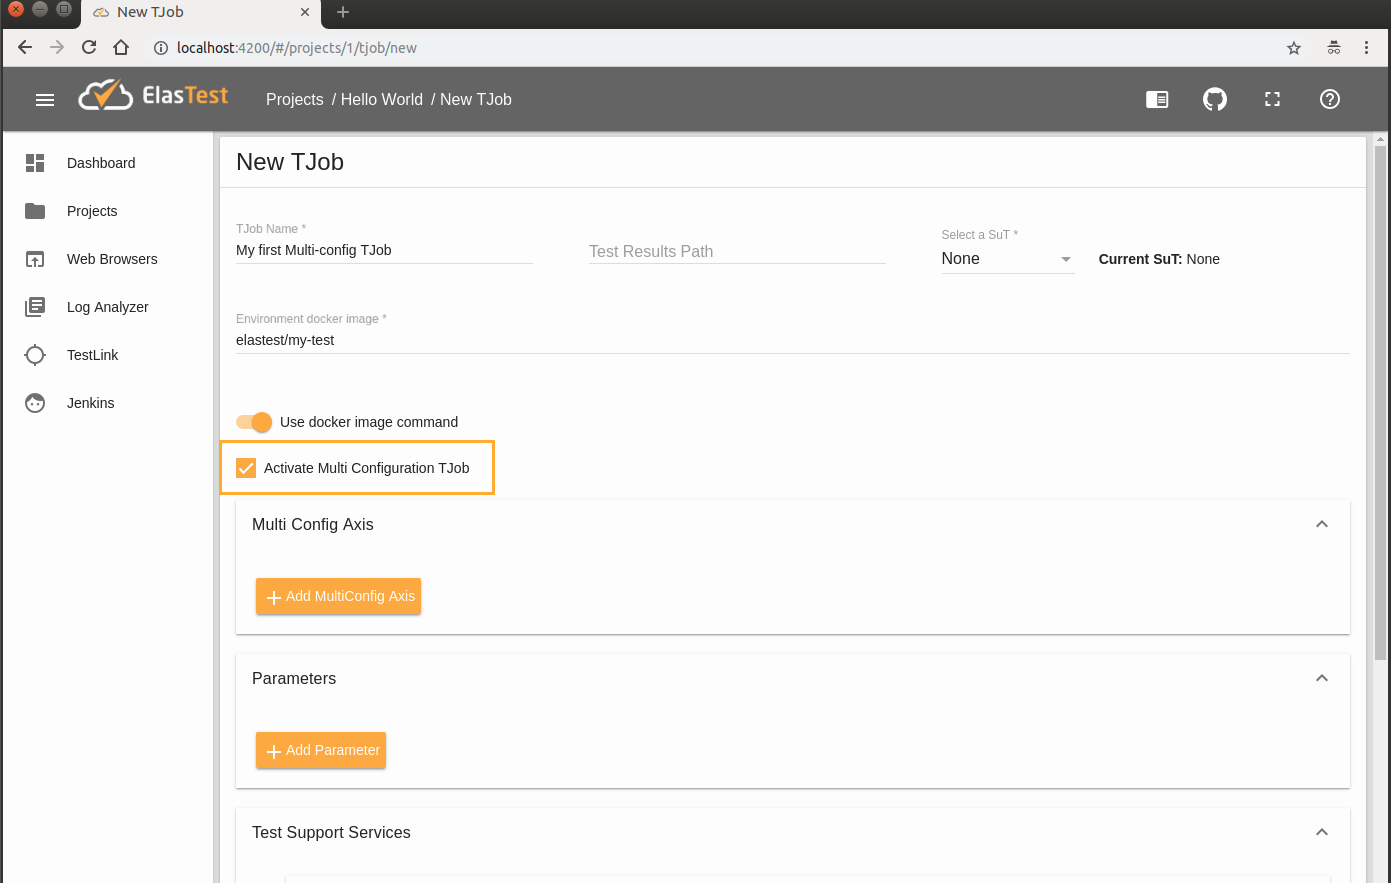 New TJob
localhost:4200/#/projects/1/tjob/new
ElasTest
Projects / Hello World / New TJob
Dashboard
Projects
Web Browsers
Log Analyzer
TestLink
Jenkins
New TJob
TJob Name *
My first Multi-config TJob
Test Results Path
Select a SuT *
None
Current SuT: None
Environment docker image *
elastest/my-test
Use docker image command
Activate Multi Configuration TJob
Multi Config Axis
Add MultiConfig Axis
Parameters
Add Parameter
Test Support Services